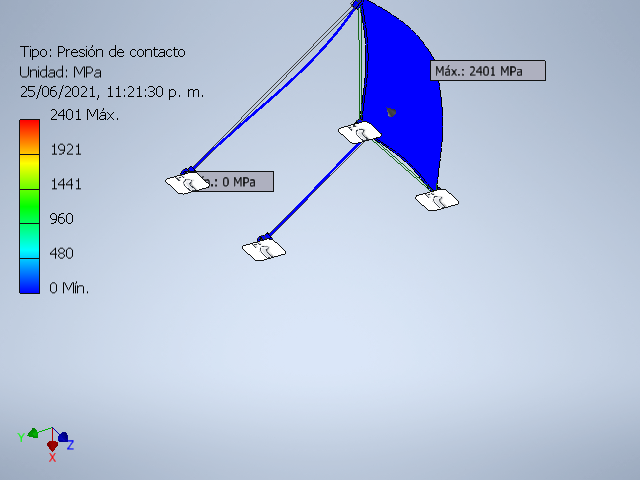 Tipo: Presión de contacto
Unidad: MPa
25/06/2021, 11:21:30 p. m.
2401 Máx.
1921
1441
960
480
0 Mín.
Máx.: 2401 MPa
.: 0 MPa
Y
Z
X